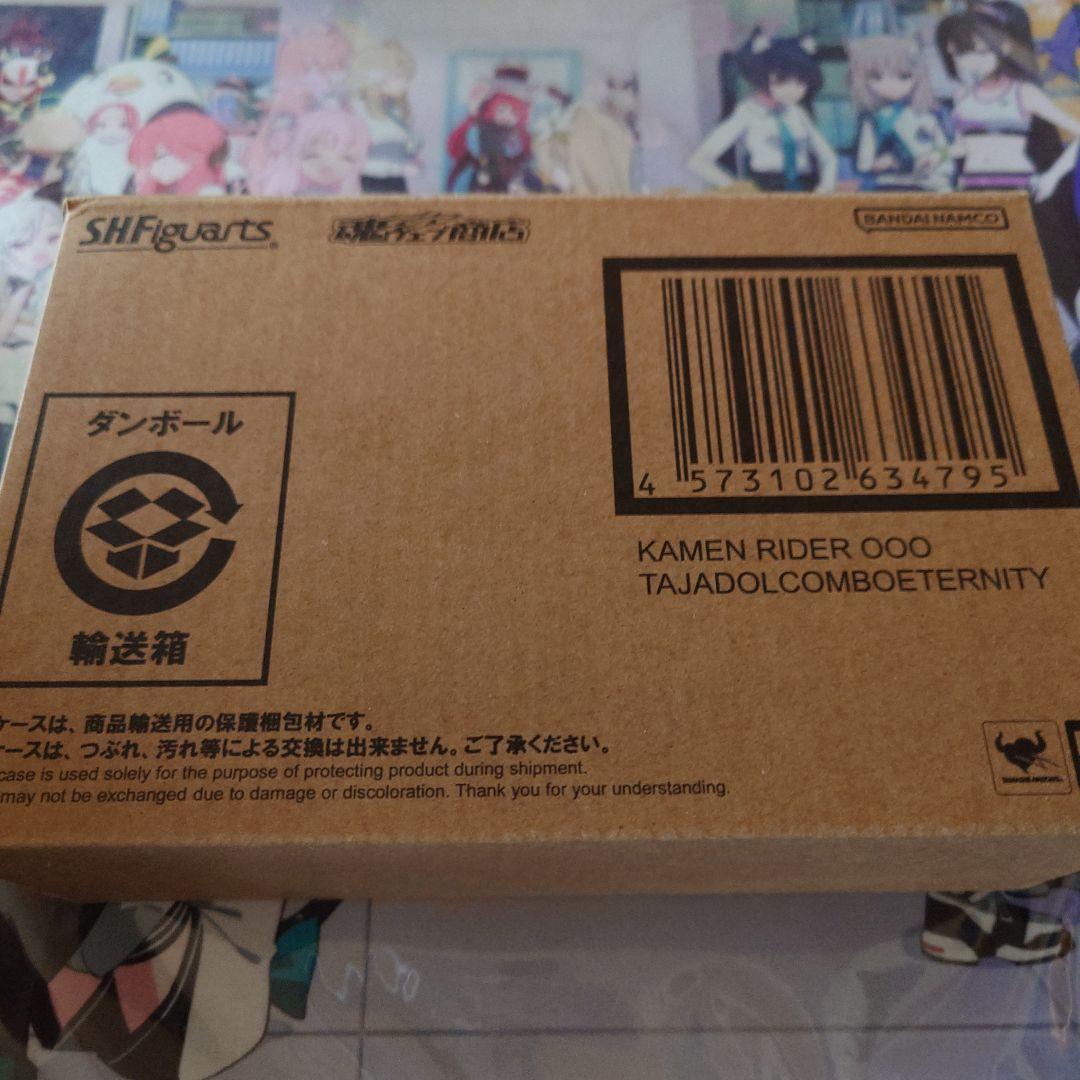 S.H.Figuarts
魂ウェブ商店
BANDAI NAMCO
4 573102 634795
KAMEN RIDER OOO
TAJADOLCOMBOETERNITY
ダンボール
輸送箱
ケースは、商品輸送用の保護梱包材です。
ケースは、つぶれ、汚れ等による交換は出来ません。ご了承ください。
case is used solely for the purpose of protecting product during shipment.
may not be exchanged due to damage or discoloration. Thank you for your understanding.